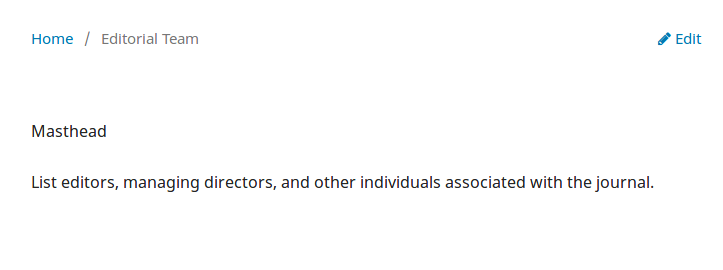 Home / Editorial Team Edit
Masthead
List editors, managing directors, and other individuals associated with the journal.